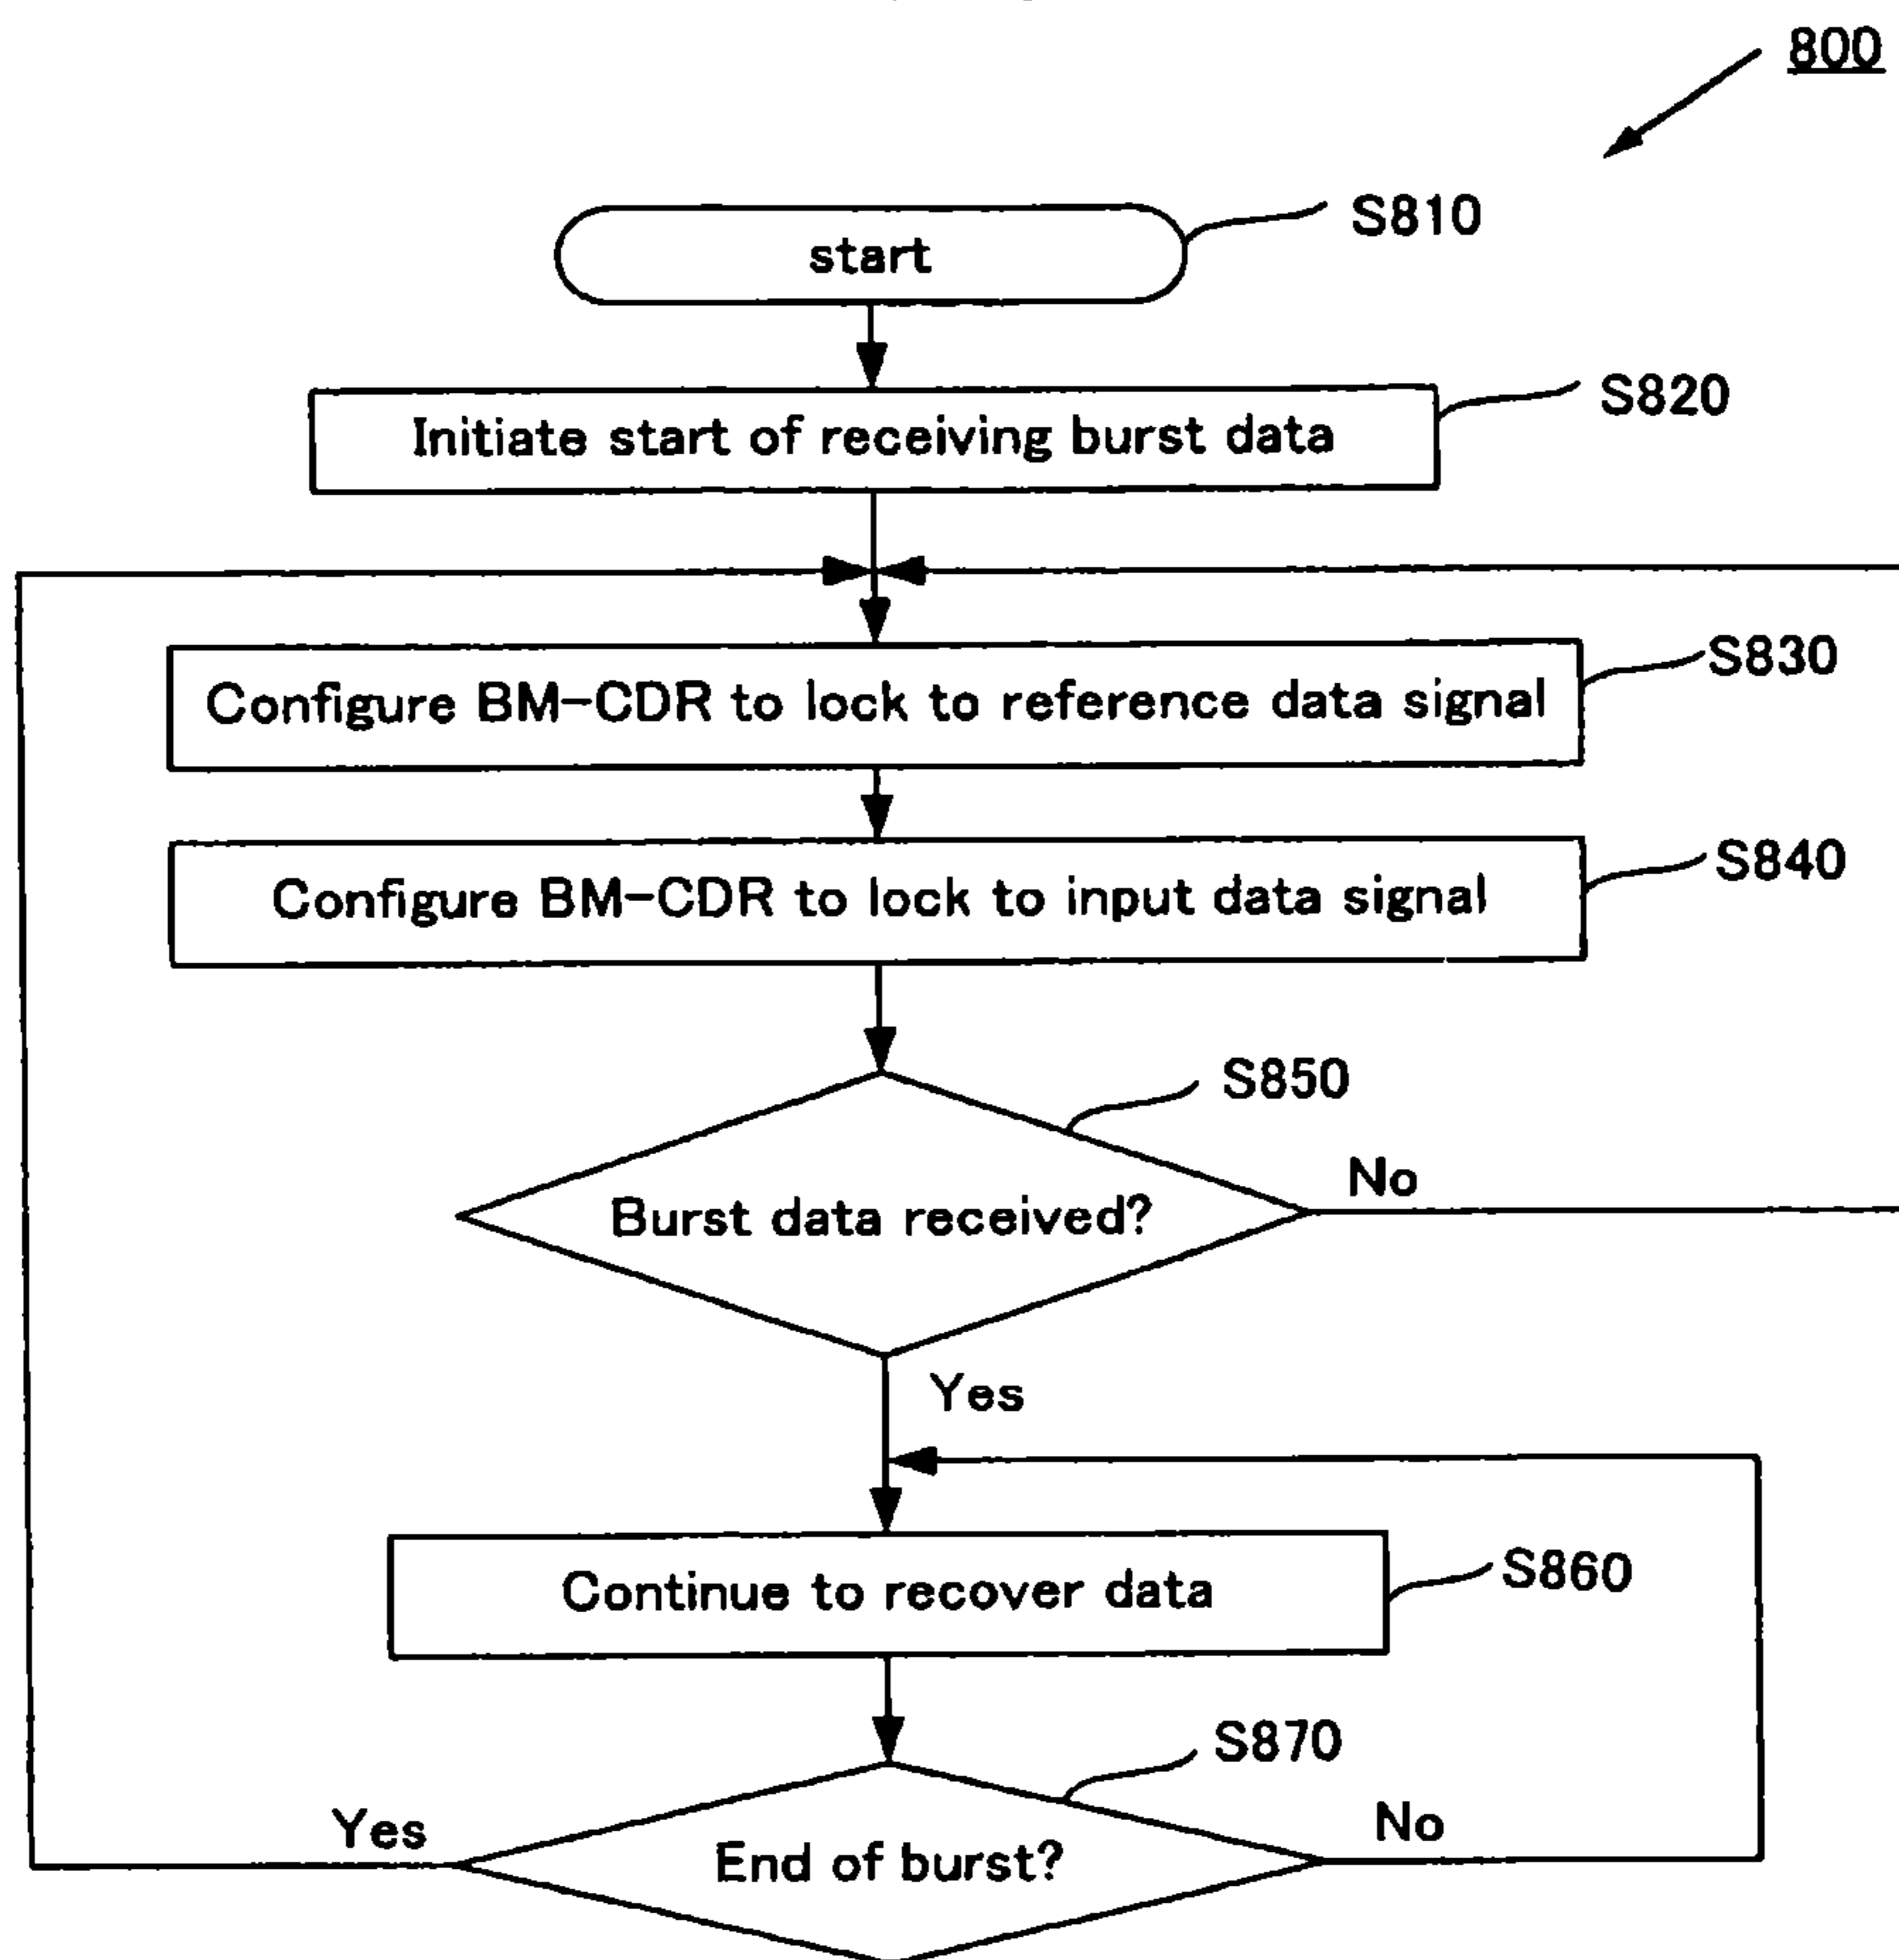 800
start
S810
Initiate start of receiving burst data
S820
Configure BM-CDR to lock to reference data signal
S830
Configure BM-CDR to lock to input data signal
S840
Burst data received?
S850
No
Yes
Continue to recover data
S860
End of burst?
S870
Yes
No